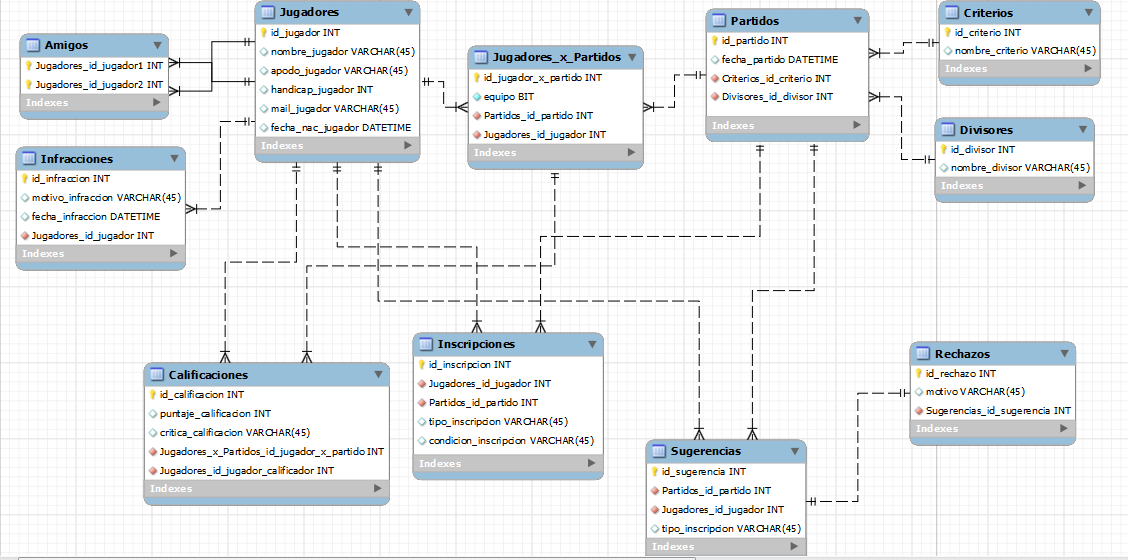 Jugadores
id_jugador INT
nombre_jugador VARCHAR(45)
apodo_jugador VARCHAR(45)
handicap_jugador INT
mail_jugador VARCHAR(45)
fecha_nac_jugador DATETIME
Indexes
Amigos
Jugadores_id_jugador1 INT
Jugadores_id_jugador2 INT
Indexes
Infracciones
id_infraccion INT
motivo_infraccion VARCHAR(45)
fecha_infraccion DATETIME
Jugadores_id_jugador INT
Indexes
Jugadores_x_Partidos
id_jugador_x_partido INT
equipo BIT
Partidos_id_partido INT
Jugadores_id_jugador INT
Indexes
Partidos
id_partido INT
fecha_partido DATETIME
Criterios_id_criterio INT
Divisores_id_divisor INT
Indexes
Criterios
id_criterio INT
nombre_criterio VARCHAR(45)
Indexes
Divisores
id_divisor INT
nombre_divisor VARCHAR(45)
Indexes
Calificaciones
id_calificacion INT
puntaje_calificacion INT
critica_calificacion VARCHAR(45)
Jugadores_x_Partidos_id_jugador_x_partido INT
Jugadores_id_jugador_calificador INT
Indexes
Inscripciones
id_inscripcion INT
Jugadores_id_jugador INT
Partidos_id_partido INT
tipo_inscripcion VARCHAR(45)
condicion_inscripcion VARCHAR(45)
Indexes
Sugerencias
id_sugerencia INT
Partidos_id_partido INT
Jugadores_id_jugador INT
tipo_inscripcion VARCHAR(45)
Indexes
Rechazos
id_rechazo INT
motivo VARCHAR(45)
Sugerencias_id_sugerencia INT
Indexes